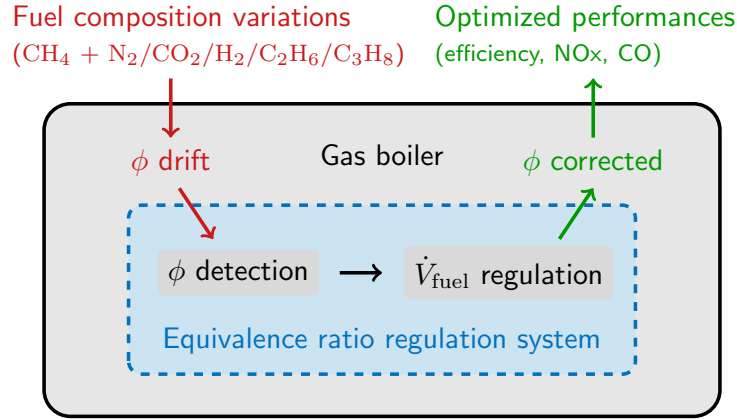 Fuel composition variations
(CH₄ + N₂/CO₂/H₂/C₂H₆/C₃H₈)
Optimized performances
(efficiency, NOx, CO)
ϕ drift
Gas boiler
ϕ corrected
ϕ detection
V̇fuel regulation
Equivalence ratio regulation system